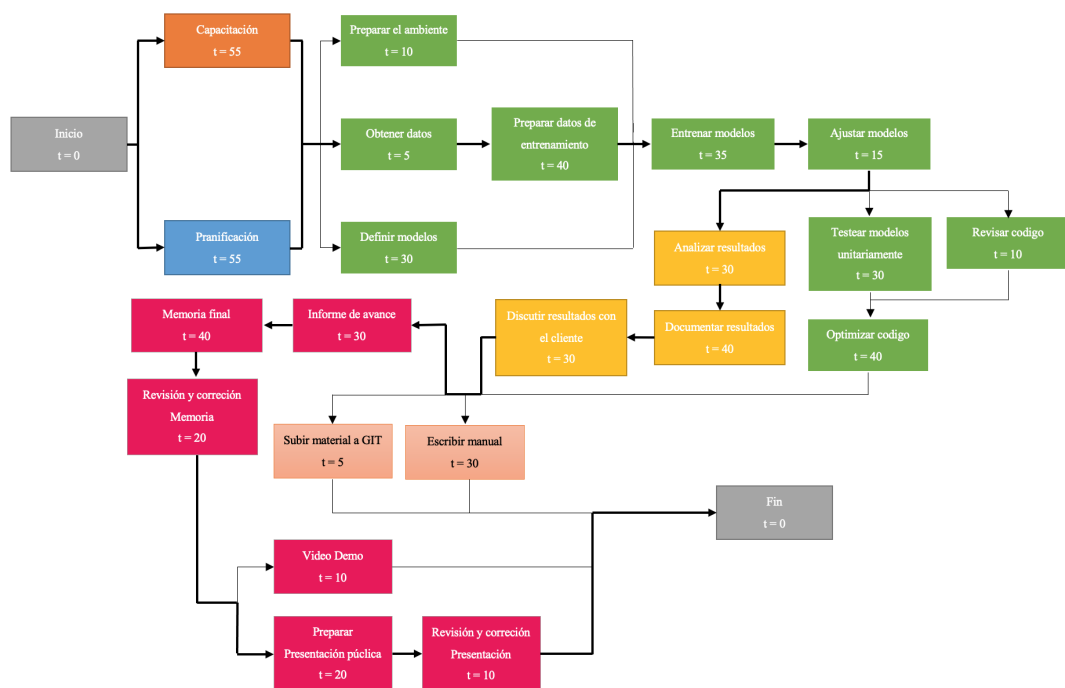 Capacitación
t = 55
Preparar el ambiente
t = 10
Inicio
t = 0
Obtener datos
t = 5
Preparar datos de
entrenamiento
t = 40
Entrenar modelos
t = 35
Ajustar modelos
t = 15
Pranificación
t = 55
Definir modelos
t = 30
Analizar resultados
t = 30
Testear modelos
unitariamente
t = 30
Revisar codigo
t = 10
Memoria final
t = 40
Informe de avance
t = 30
Discutir resultados con
el cliente
t = 30
Documentar resultados
t = 40
Optimizar codigo
t = 40
Revisión y correción
Memoria
t = 20
Subir material a GIT
t = 5
Escribir manual
t = 30
Fin
t = 0
Video Demo
t = 10
Preparar
Presentación púclica
t = 20
Revisión y correción
Presentación
t = 10